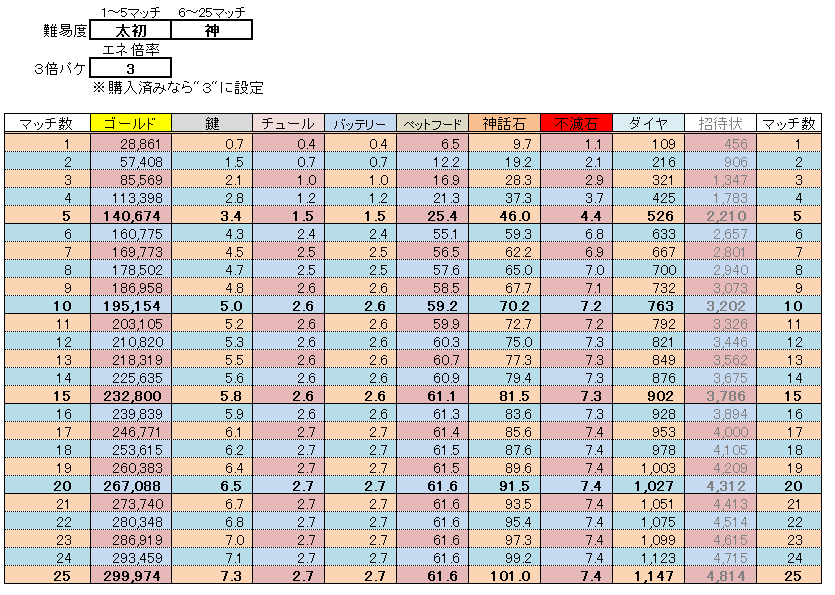 1～5マッチ 6～25マッチ
難易度 太初 神
エネ倍率
3倍パケ 3
※購入済みなら“3”に設定
マッチ数 ゴールド 鍵 チュール バッテリー ペットフード 神話石 不滅石 ダイヤ 招待状 マッチ数
1 28,861 0.7 0.4 0.4 6.5 9.7 1.1 109 456 1
2 57,408 1.5 0.7 0.7 12.2 19.2 2.1 216 906 2
3 85,569 2.1 1.0 1.0 16.9 28.3 2.9 321 1,347 3
4 113,398 2.8 1.2 1.2 21.3 37.3 3.7 425 1,783 4
5 140,674 3.4 1.5 1.5 25.4 46.0 4.4 526 2,210 5
6 160,775 4.3 2.4 2.4 55.1 59.3 6.8 633 2,657 6
7 169,773 4.5 2.5 2.5 56.5 62.2 6.9 667 2,801 7
8 178,502 4.7 2.5 2.5 57.6 65.0 7.0 700 2,940 8
9 186,958 4.8 2.6 2.6 58.5 67.7 7.1 732 3,073 9
10 195,154 5.0 2.6 2.6 59.2 70.2 7.2 763 3,202 10
11 203,105 5.2 2.6 2.6 59.9 72.7 7.2 792 3,326 11
12 210,820 5.3 2.6 2.6 60.3 75.0 7.3 821 3,446 12
13 218,319 5.5 2.6 2.6 60.7 77.3 7.3 849 3,562 13
14 225,635 5.6 2.6 2.6 60.9 79.4 7.3 876 3,675 14
15 232,800 5.8 2.6 2.6 61.1 81.5 7.3 902 3,786 15
16 239,839 5.9 2.6 2.6 61.3 83.6 7.3 928 3,894 16
17 246,771 6.1 2.7 2.7 61.4 85.6 7.4 953 4,000 17
18 253,615 6.2 2.7 2.7 61.5 87.6 7.4 978 4,105 18
19 260,383 6.4 2.7 2.7 61.5 89.6 7.4 1,003 4,209 19
20 267,088 6.5 2.7 2.7 61.6 91.5 7.4 1,027 4,312 20
21 273,740 6.7 2.7 2.7 61.6 93.5 7.4 1,051 4,413 21
22 280,348 6.8 2.7 2.7 61.6 95.4 7.4 1,075 4,514 22
23 286,919 7.0 2.7 2.7 61.6 97.3 7.4 1,099 4,615 23
24 293,459 7.1 2.7 2.7 61.6 99.2 7.4 1,123 4,715 24
25 299,974 7.3 2.7 2.7 61.6 101.0 7.4 1,147 4,814 25